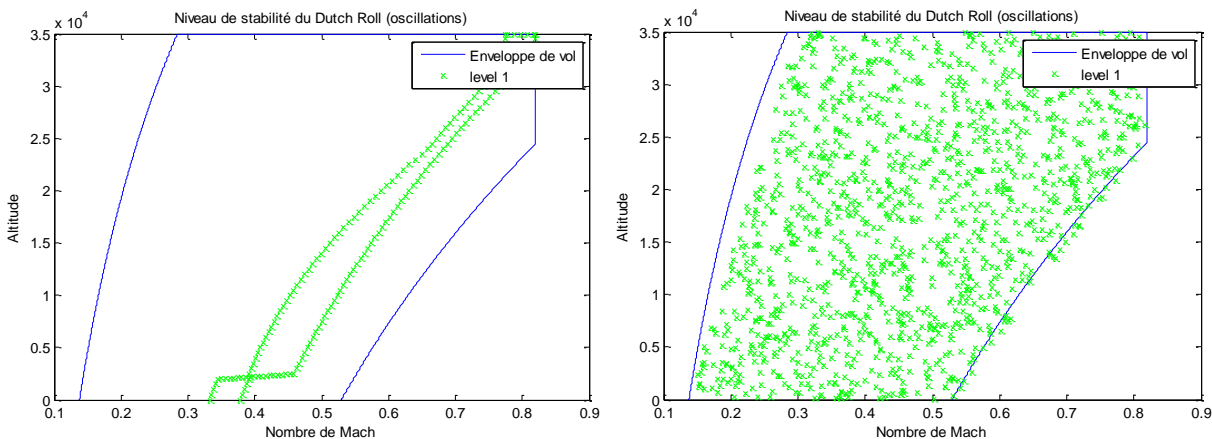 Niveau de stabilité du Dutch Roll (oscillations)
x 10⁴
3.5
3
2.5
2
1.5
1
0.5
0
Altitude
0.1 0.2 0.3 0.4 0.5 0.6 0.7 0.8 0.9
Nombre de Mach
Enveloppe de vol
level 1
Niveau de stabilité du Dutch Roll (oscillations)
x 10⁴
3.5
3
2.5
2
1.5
1
0.5
0
Altitude
0.1 0.2 0.3 0.4 0.5 0.6 0.7 0.8 0.9
Nombre de Mach
Enveloppe de vol
level 1